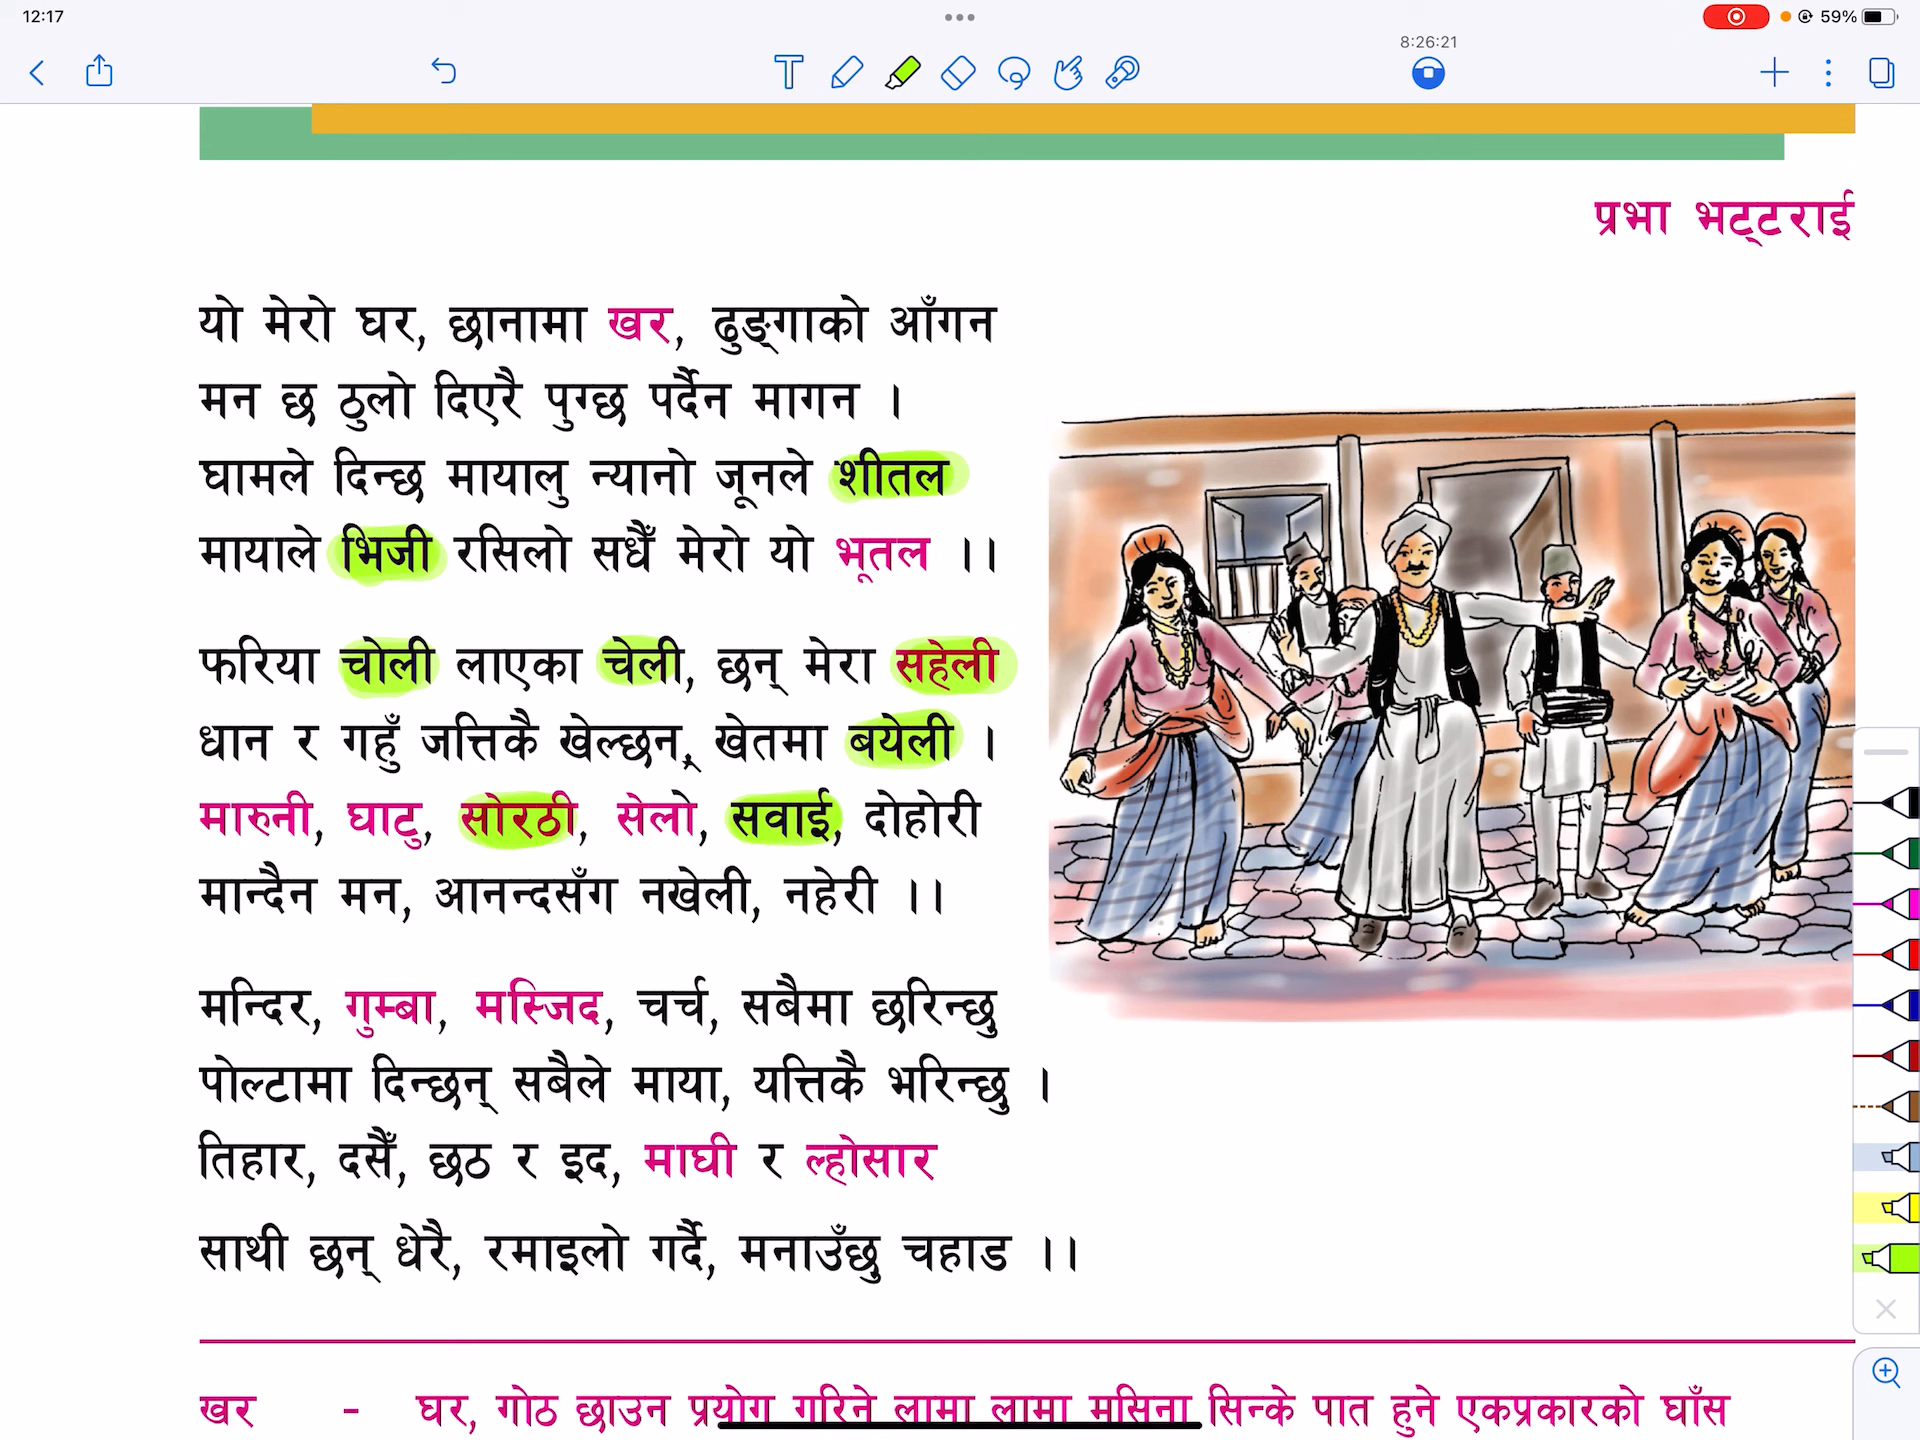 12:17
59%
8:26:21
प्रभा भट्टराई
यो मेरो घर, छानामा खर, ढुङ्गाको आँगन
मन छ ठुलो दिएरै पुग्छ पर्दैन मागन ।
घामले दिन्छ मायालु न्यानो जूनले शीतल
मायाले भिजी रसिलो सधैँ मेरो यो भूतल ।।
फरिया चोली लाएका चेली, छन् मेरा सहेली
धान र गहुँ जत्तिकै खेल्छन्, खेतमा बयेली ।
मारुनी, घाटु, सोरठी, सेलो, सवाई, दोहोरी
मान्दैन मन, आनन्दसँग नखेली, नहेरी ।।
मन्दिर, गुम्बा, मस्जिद, चर्च, सबैमा छरिन्छु
पोल्टामा दिन्छन् सबैले माया, यत्तिकै भरिन्छु ।
तिहार, दसैँ, छठ र इद, माघी र ल्होसार
साथी छन् धेरै, रमाइलो गर्दै, मनाउँछु चहाड ।।
खर - घर, गोठ छाउन प्रयोग गरिने लामा लामा मसिना सिन्के पात हुने एकप्रकारको घाँस